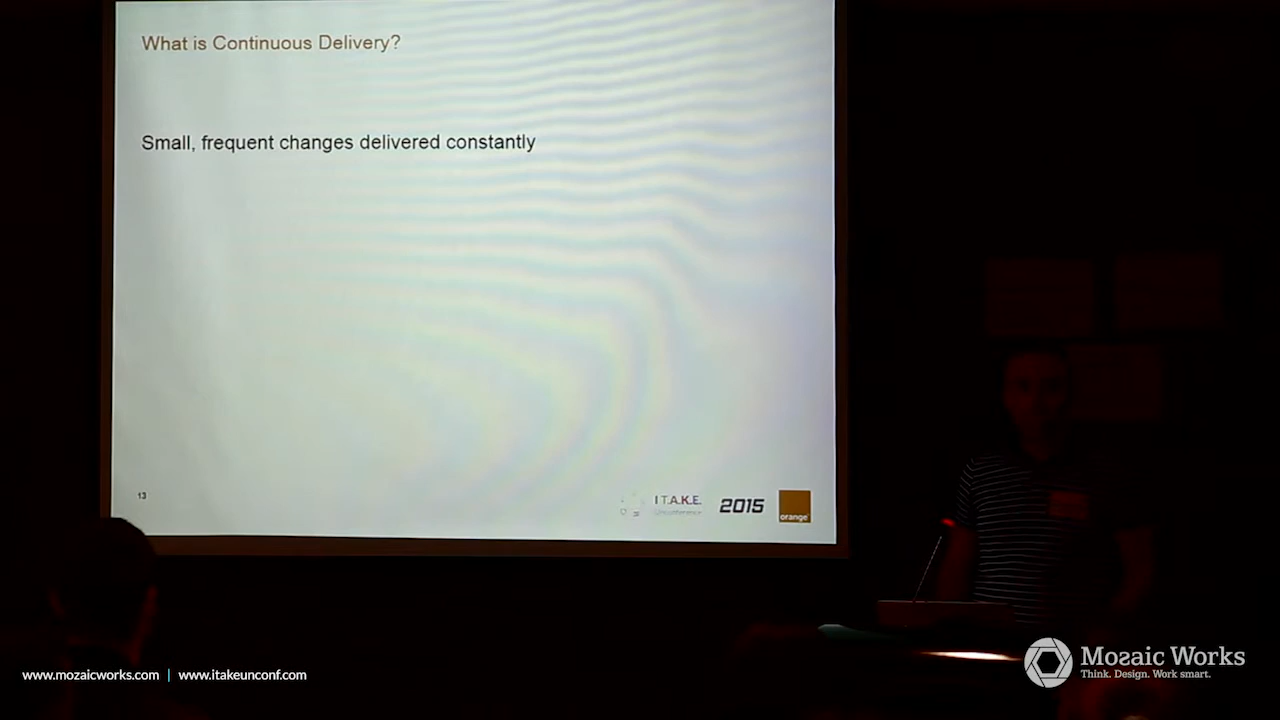 What is Continuous Delivery?
Small, frequent changes delivered constantly
13
I T.A.K.E.
Unconference
2015
orange
www.mozaicworks.com | www.itakeunconf.com
Mozaic Works
Think. Design. Work smart.